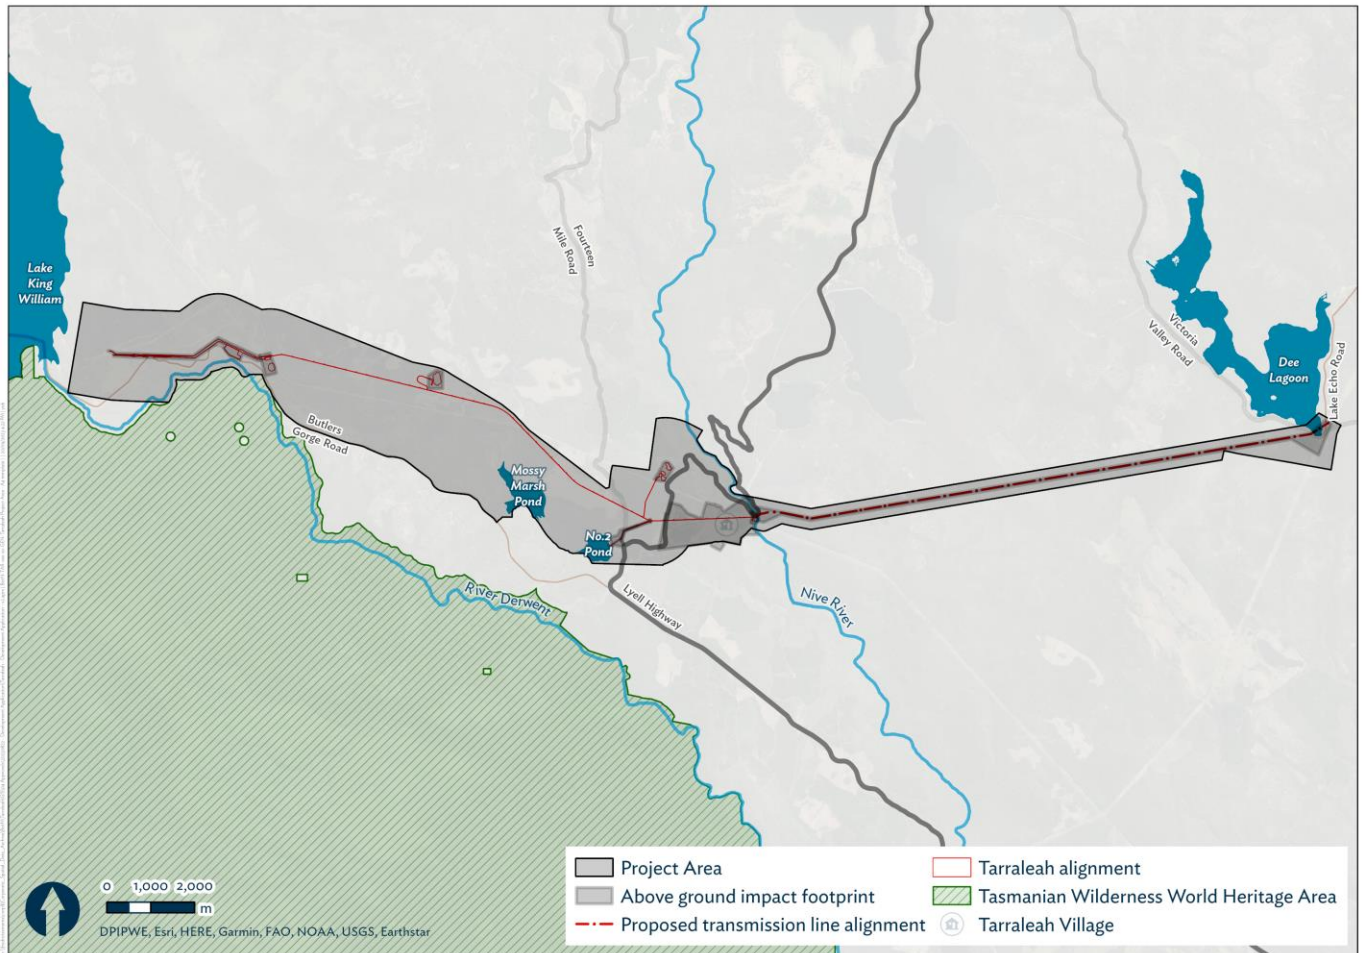 Lake
King
William
Fourteen
Mile Road
Victoria
Valley Road
Dee
Lagoon
Lake Echo Road
Butlers
Gorge Road
Mossy
Marsh
Pond
No.2
Pond
River Derwent
Lyell Highway
Nive River
0 1,000 2,000
m
DPIPWE, Esri, HERE, Garmin, FAO, NOAA, USGS, Earthstar
Project Area
Above ground impact footprint
Proposed transmission line alignment
Tarraleah alignment
Tasmanian Wilderness World Heritage Area
Tarraleah Village